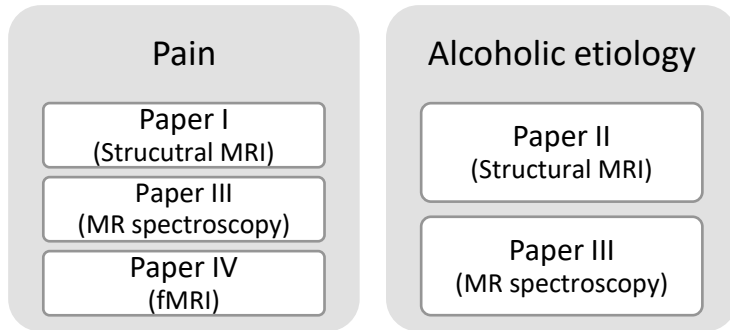 Pain
Paper I
(Strucutral MRI)
Paper III
(MR spectroscopy)
Paper IV
(fMRI)
Alcoholic etiology
Paper II
(Structural MRI)
Paper III
(MR spectroscopy)